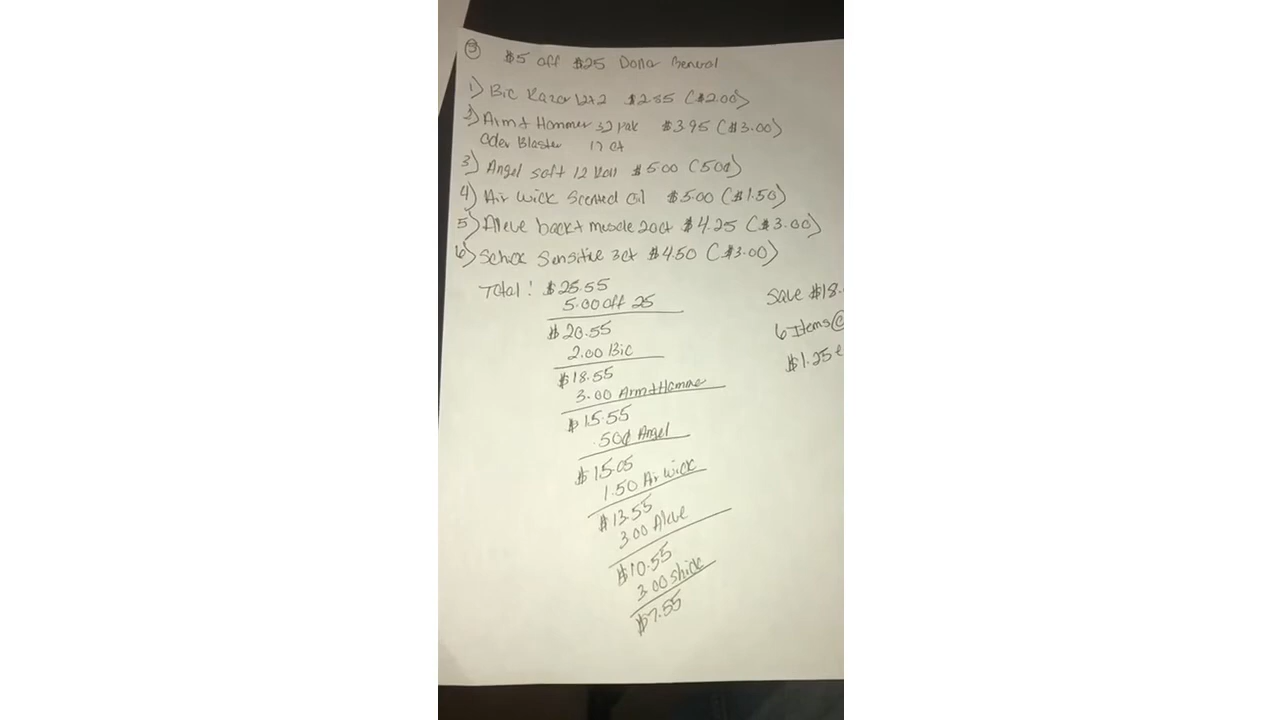 ③ $5 off $25 Dollar General
1) Bic Razor 12+2 $2.85 ($2.00)
2) Arm & Hammer 32 Pak $3.95 ($3.00)
Oder Blaster 17 ct
3) Angel Soft 12 Roll $5.00 (50¢)
4) Air Wick Scented Oil $5.00 ($1.50)
5) Aleve back & muscle 20ct $4.25 ($3.00)
6) Schick Sensitive 3ct $4.50 ($3.00)
Total: $25.55
5.00 off 25
$20.55
2.00 Bic
$18.55
3.00 Arm & Hammer
$15.55
.50¢ Angel
$15.05
1.50 Air Wick
$13.55
3.00 Aleve
$10.55
3.00 Shick
$7.55
Save $18.
6 Items @
$1.25 e